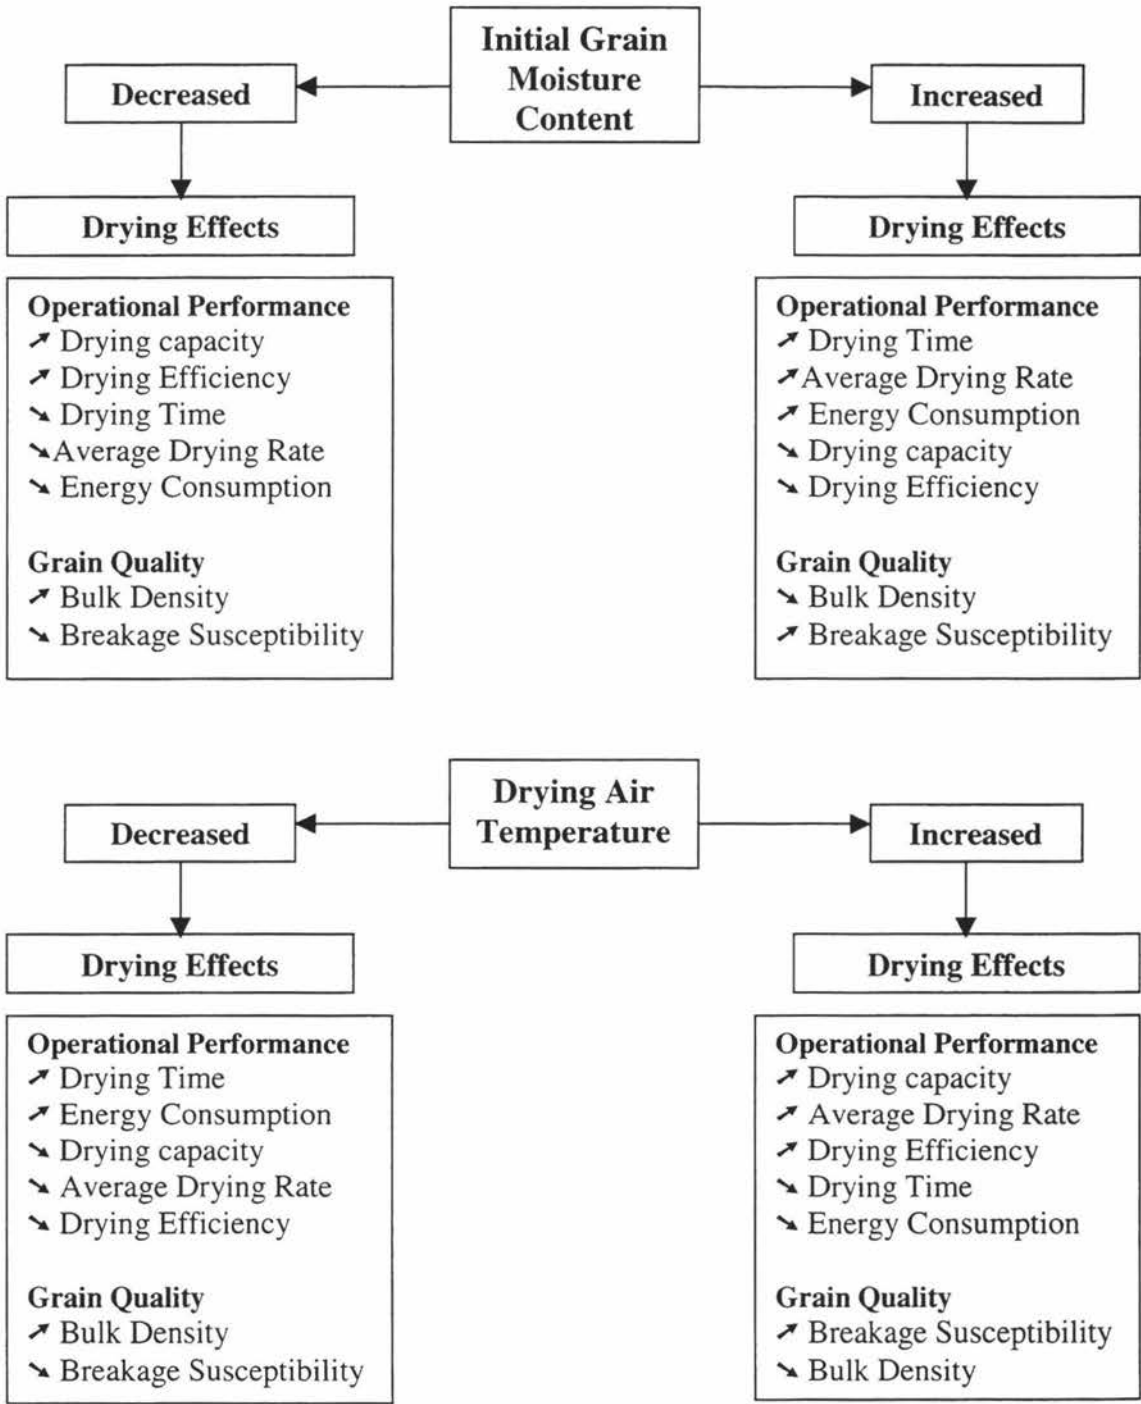 Initial Grain
Moisture
Content
Decreased
Increased
Drying Effects
Drying Effects
Operational Performance
↗ Drying capacity
↗ Drying Efficiency
↘ Drying Time
↘Average Drying Rate
↘ Energy Consumption
Grain Quality
↗ Bulk Density
↘ Breakage Susceptibility
Operational Performance
↗ Drying Time
↗Average Drying Rate
↗ Energy Consumption
↘ Drying capacity
↘ Drying Efficiency
Grain Quality
↘ Bulk Density
↗ Breakage Susceptibility
Drying Air
Temperature
Decreased
Increased
Drying Effects
Drying Effects
Operational Performance
↗ Drying Time
↗ Energy Consumption
↘ Drying capacity
↘ Average Drying Rate
↘ Drying Efficiency
Grain Quality
↗ Bulk Density
↘ Breakage Susceptibility
Operational Performance
↗ Drying capacity
↗ Average Drying Rate
↗ Drying Efficiency
↘ Drying Time
↘ Energy Consumption
Grain Quality
↗ Breakage Susceptibility
↘ Bulk Density